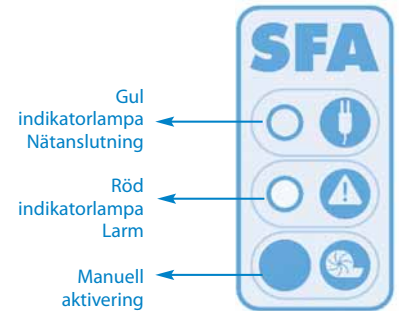 SFA
Gul
indikatorlampa
Nätanslutning
Röd
indikatorlampa
Larm
Manuell
aktivering